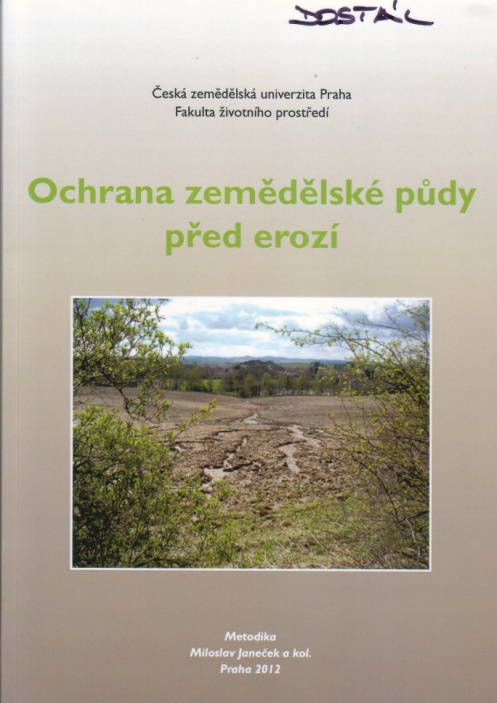 DOSTÁL
Česká zemědělská univerzita Praha
Fakulta životního prostředí
Ochrana zemědělské půdy
před erozí
Metodika
Miloslav Janeček a kol.
Praha 2012